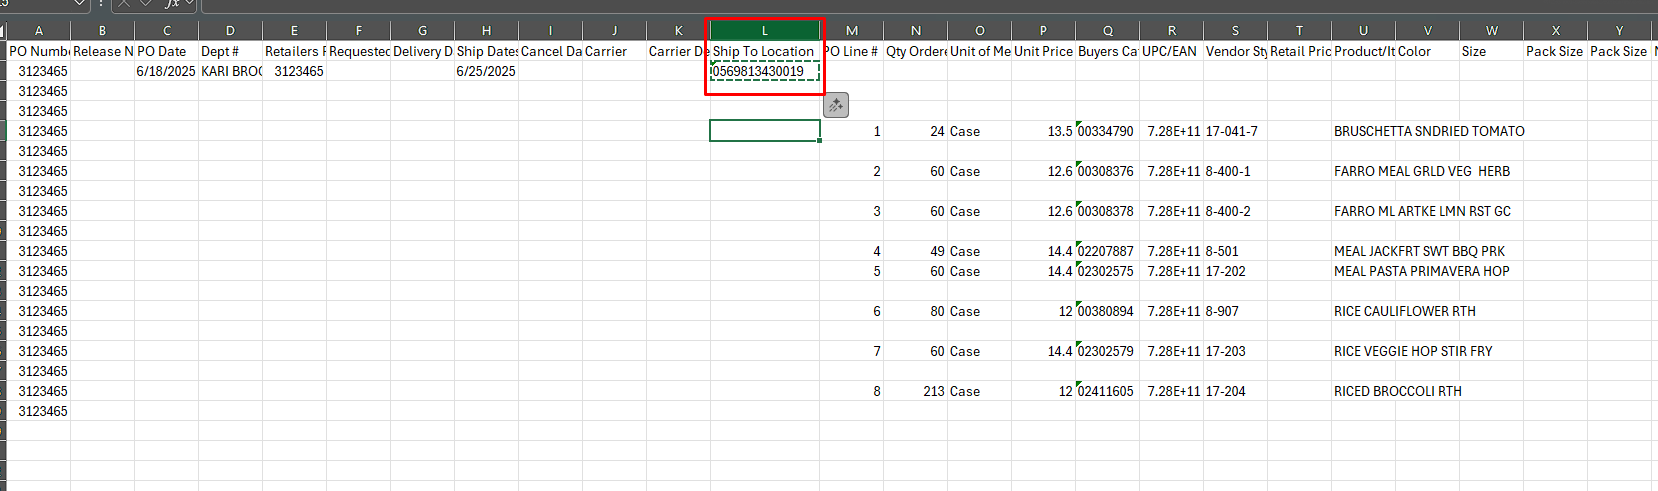 A B C D E F G H I J K L M N O P Q R S T U V W X Y
PO Numbe Release N PO Date Dept # Retailers P Requested Delivery D Ship Dates Cancel Da Carrier Carrier De Ship To Location PO Line # Qty Ordere Unit of Me Unit Price Buyers Ca UPC/EAN Vendor Sty Retail Pric Product/It Color Size Pack Size Pack Size
3123465 6/18/2025 KARI BROC 3123465 6/25/2025 0569813430019
3123465
3123465
3123465 1 24 Case 13.5 00334790 7.28E+11 17-041-7 BRUSCHETTA SNDRIED TOMATO
3123465
3123465 2 60 Case 12.6 00308376 7.28E+11 8-400-1 FARRO MEAL GRLD VEG HERB
3123465
3123465 3 60 Case 12.6 00308378 7.28E+11 8-400-2 FARRO ML ARTKE LMN RST GC
3123465
3123465 4 49 Case 14.4 02207887 7.28E+11 8-501 MEAL JACKFRT SWT BBQ PRK
3123465 5 60 Case 14.4 02302575 7.28E+11 17-202 MEAL PASTA PRIMAVERA HOP
3123465
3123465 6 80 Case 12 00380894 7.28E+11 8-907 RICE CAULIFLOWER RTH
3123465
3123465 7 60 Case 14.4 02302579 7.28E+11 17-203 RICE VEGGIE HOP STIR FRY
3123465
3123465 8 213 Case 12 02411605 7.28E+11 17-204 RICED BROCCOLI RTH
3123465